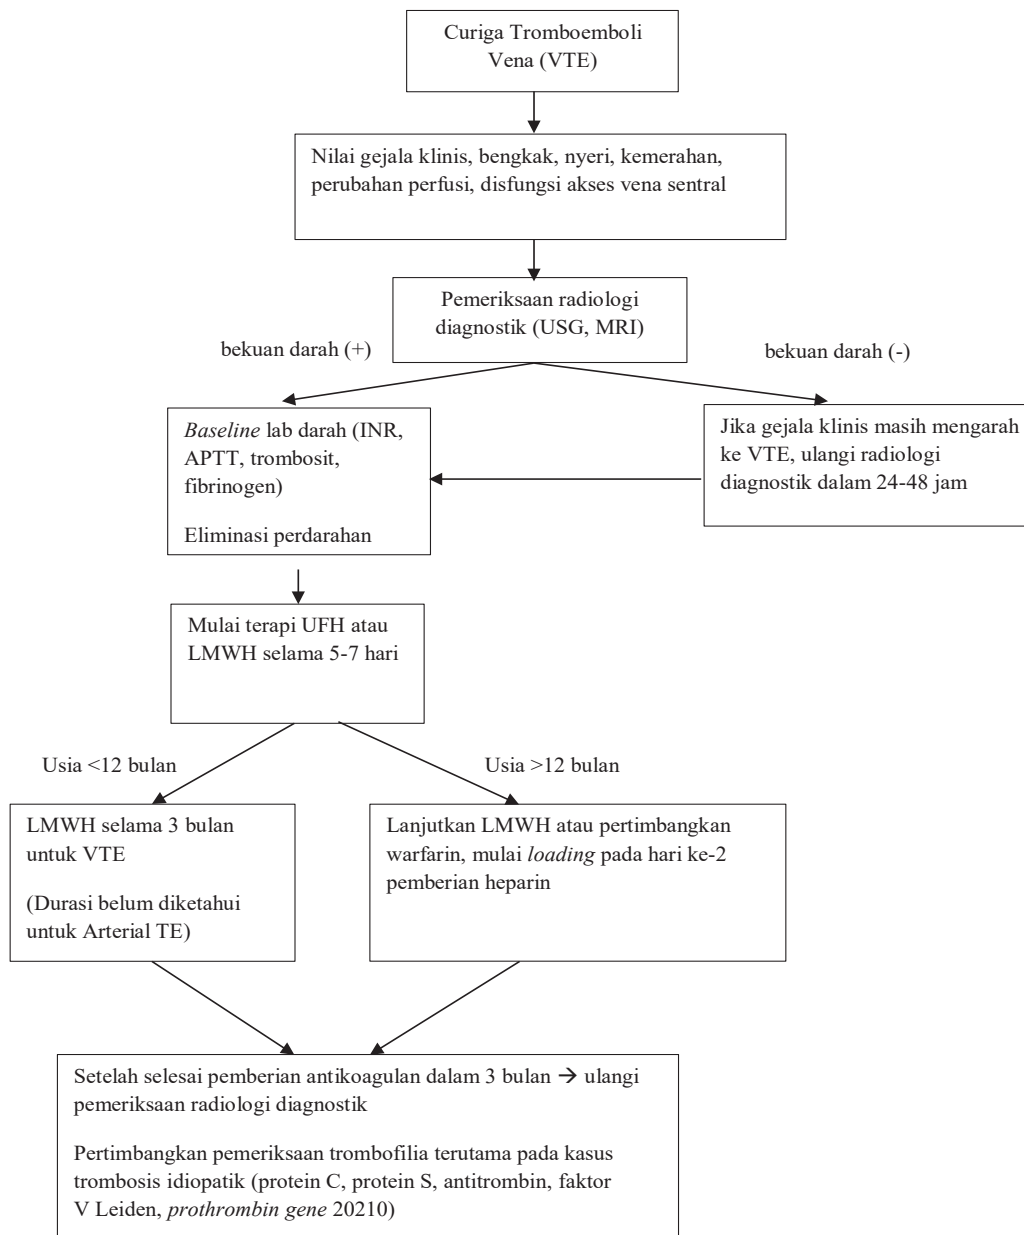 Curiga Tromboemboli
Vena (VTE)
Nilai gejala klinis, bengkak, nyeri, kemerahan,
perubahan perfusi, disfungsi akses vena sentral
Pemeriksaan radiologi
diagnostik (USG, MRI)
bekuan darah (+)
bekuan darah (-)
Baseline lab darah (INR,
APTT, trombosit,
fibrinogen)
Eliminasi perdarahan
Jika gejala klinis masih mengarah
ke VTE, ulangi radiologi
diagnostik dalam 24-48 jam
Mulai terapi UFH atau
LMWH selama 5-7 hari
Usia <12 bulan
Usia >12 bulan
LMWH selama 3 bulan
untuk VTE
(Durasi belum diketahui
untuk Arterial TE)
Lanjutkan LMWH atau pertimbangkan
warfarin, mulai loading pada hari ke-2
pemberian heparin
Setelah selesai pemberian antikoagulan dalam 3 bulan → ulangi
pemeriksaan radiologi diagnostik
Pertimbangkan pemeriksaan trombofilia terutama pada kasus
trombosis idiopatik (protein C, protein S, antitrombin, faktor
V Leiden, prothrombin gene 20210)